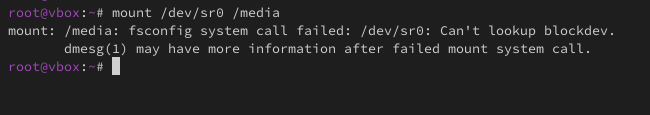 root@vbox:~# mount /dev/sr0 /media
mount: /media: fsconfig system call failed: /dev/sr0: Can't lookup blockdev.
       dmesg(1) may have more information after failed mount system call.
root@vbox:~#